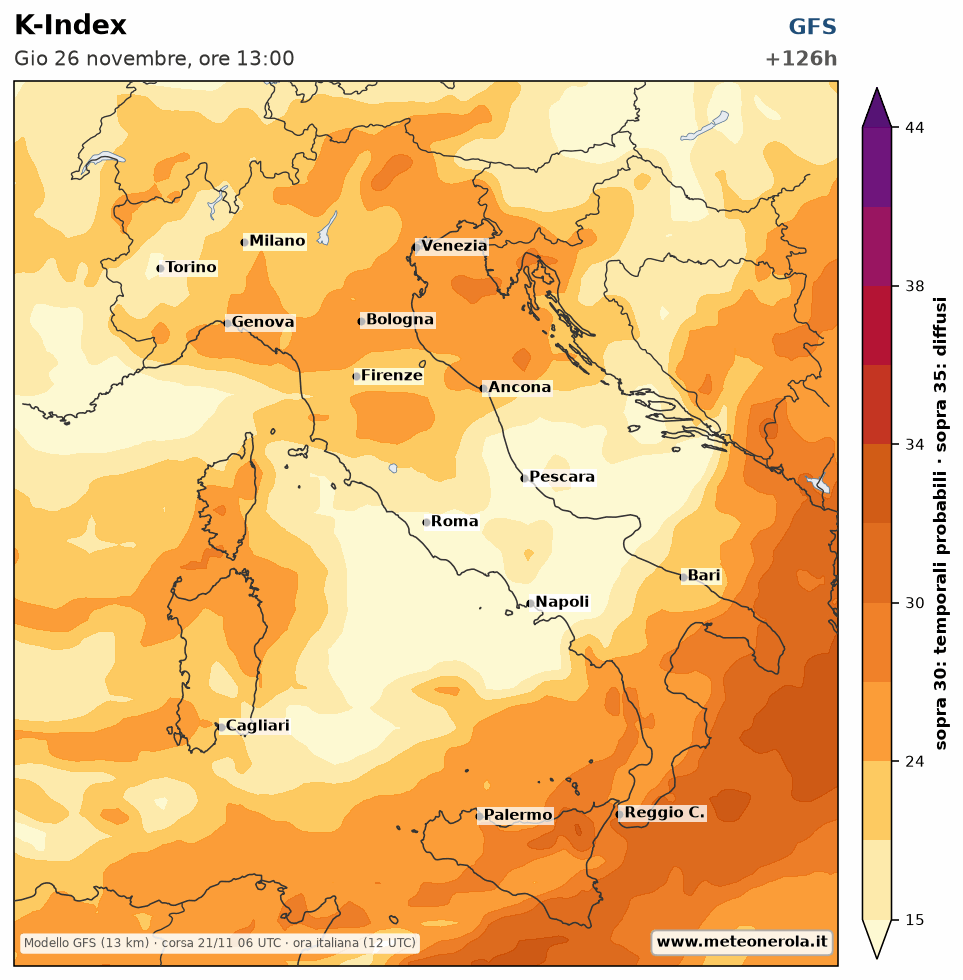 K-Index
GFS
Gio 26 novembre, ore 13:00
+126h
44
38
34
30
24
15
sopra 30: temporali probabili · sopra 35: diffusi
Milano
Venezia
Torino
Genova
Bologna
Firenze
Ancona
Pescara
Roma
Bari
Napoli
Cagliari
Palermo
Reggio C.
Modello GFS (13 km) · corsa 21/11 06 UTC · ora italiana (12 UTC)
www.meteonerola.it